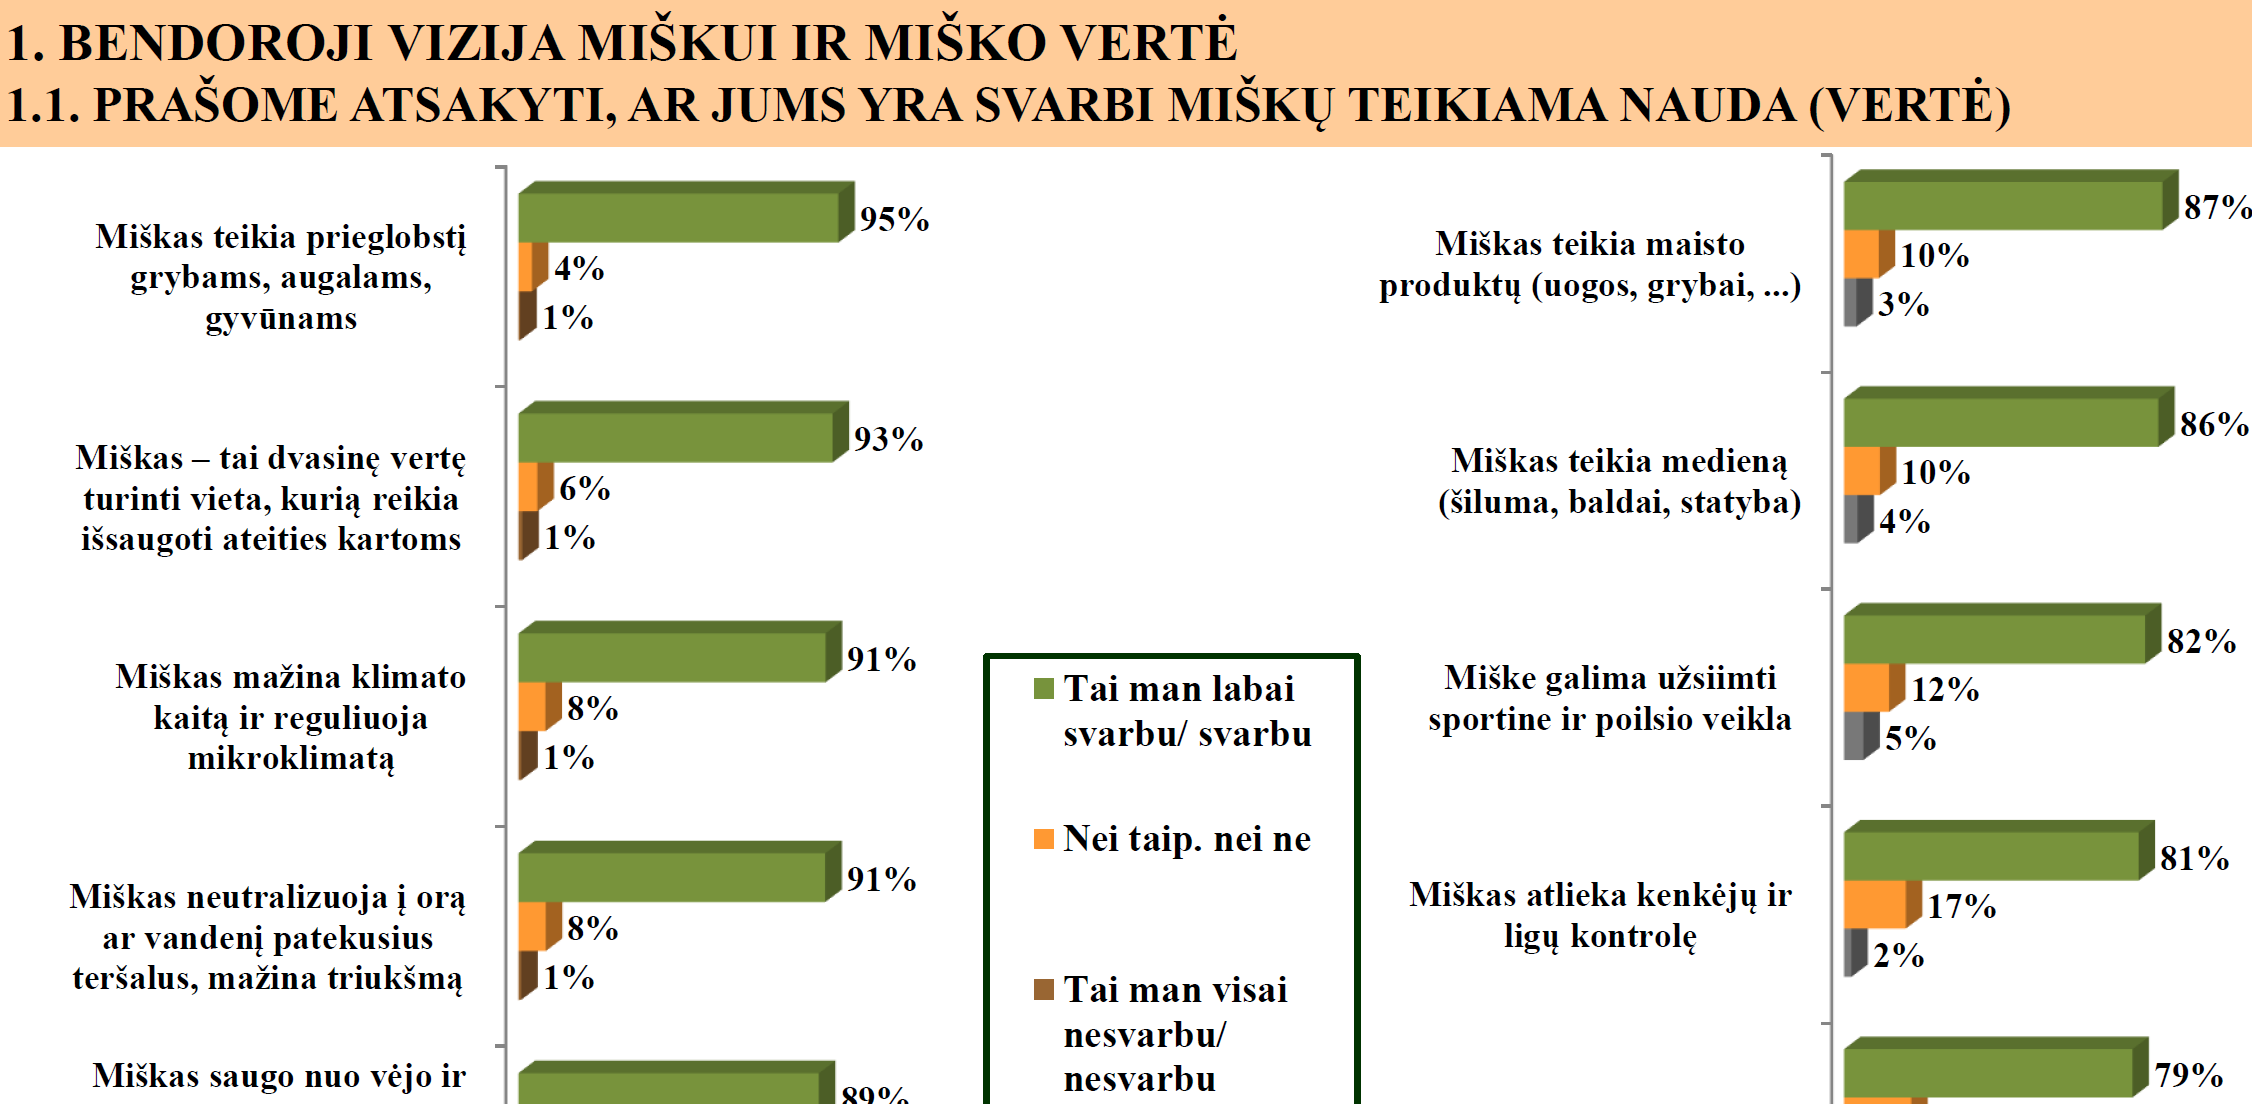 1. BENDOROJI VIZIJA MIŠKUI IR MIŠKO VERTĖ
1.1. PRAŠOME ATSAKYTI, AR JUMS YRA SVARBI MIŠKŲ TEIKIAMA NAUDA (VERTĖ)
Miškas teikia prieglobstį
grybams, augalams,
gyvūnams
95%
4%
1%
Miškas – tai dvasinę vertę
turinti vieta, kurią reikia
išsaugoti ateities kartoms
93%
6%
1%
Miškas mažina klimato
kaitą ir reguliuoja
mikroklimatą
91%
8%
1%
Miškas neutralizuoja į orą
ar vandenį patekusius
teršalus, mažina triukšmą
91%
8%
1%
Miškas saugo nuo vėjo ir
89%
Tai man labai
svarbu/ svarbu
Nei taip. nei ne
Tai man visai
nesvarbu/
nesvarbu
Miškas teikia maisto
produktų (uogos, grybai, ...)
87%
10%
3%
Miškas teikia medieną
(šiluma, baldai, statyba)
86%
10%
4%
Miške galima užsiimti
sportine ir poilsio veikla
82%
12%
5%
Miškas atlieka kenkėjų ir
ligų kontrolę
81%
17%
2%
79%